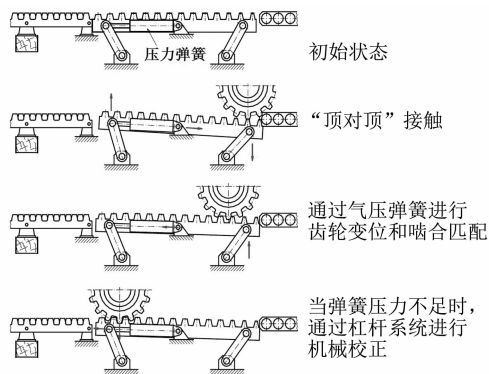 压力弹簧
初始状态
“顶对顶”接触
通过气压弹簧进行
齿轮变位和啮合匹配
当弹簧压力不足时，
通过杠杆系统进行
机械校正